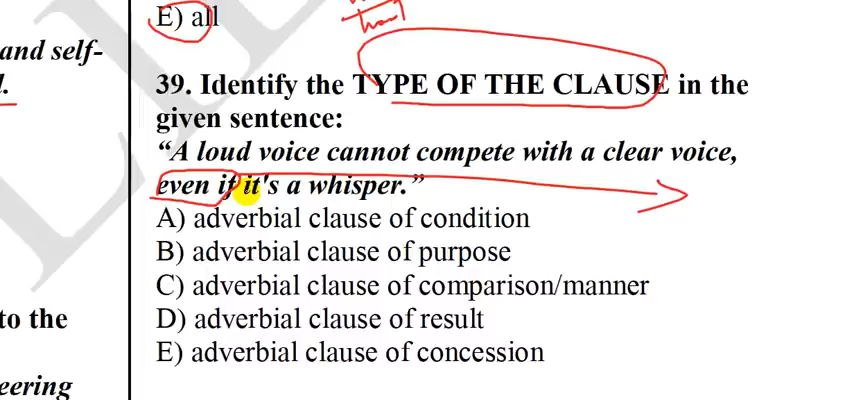 E) all
and self-
l.
39. Identify the TYPE OF THE CLAUSE in the
given sentence:
“A loud voice cannot compete with a clear voice,
even if it's a whisper.”
A) adverbial clause of condition
B) adverbial clause of purpose
C) adverbial clause of comparison/manner
D) adverbial clause of result
E) adverbial clause of concession
to the
eering